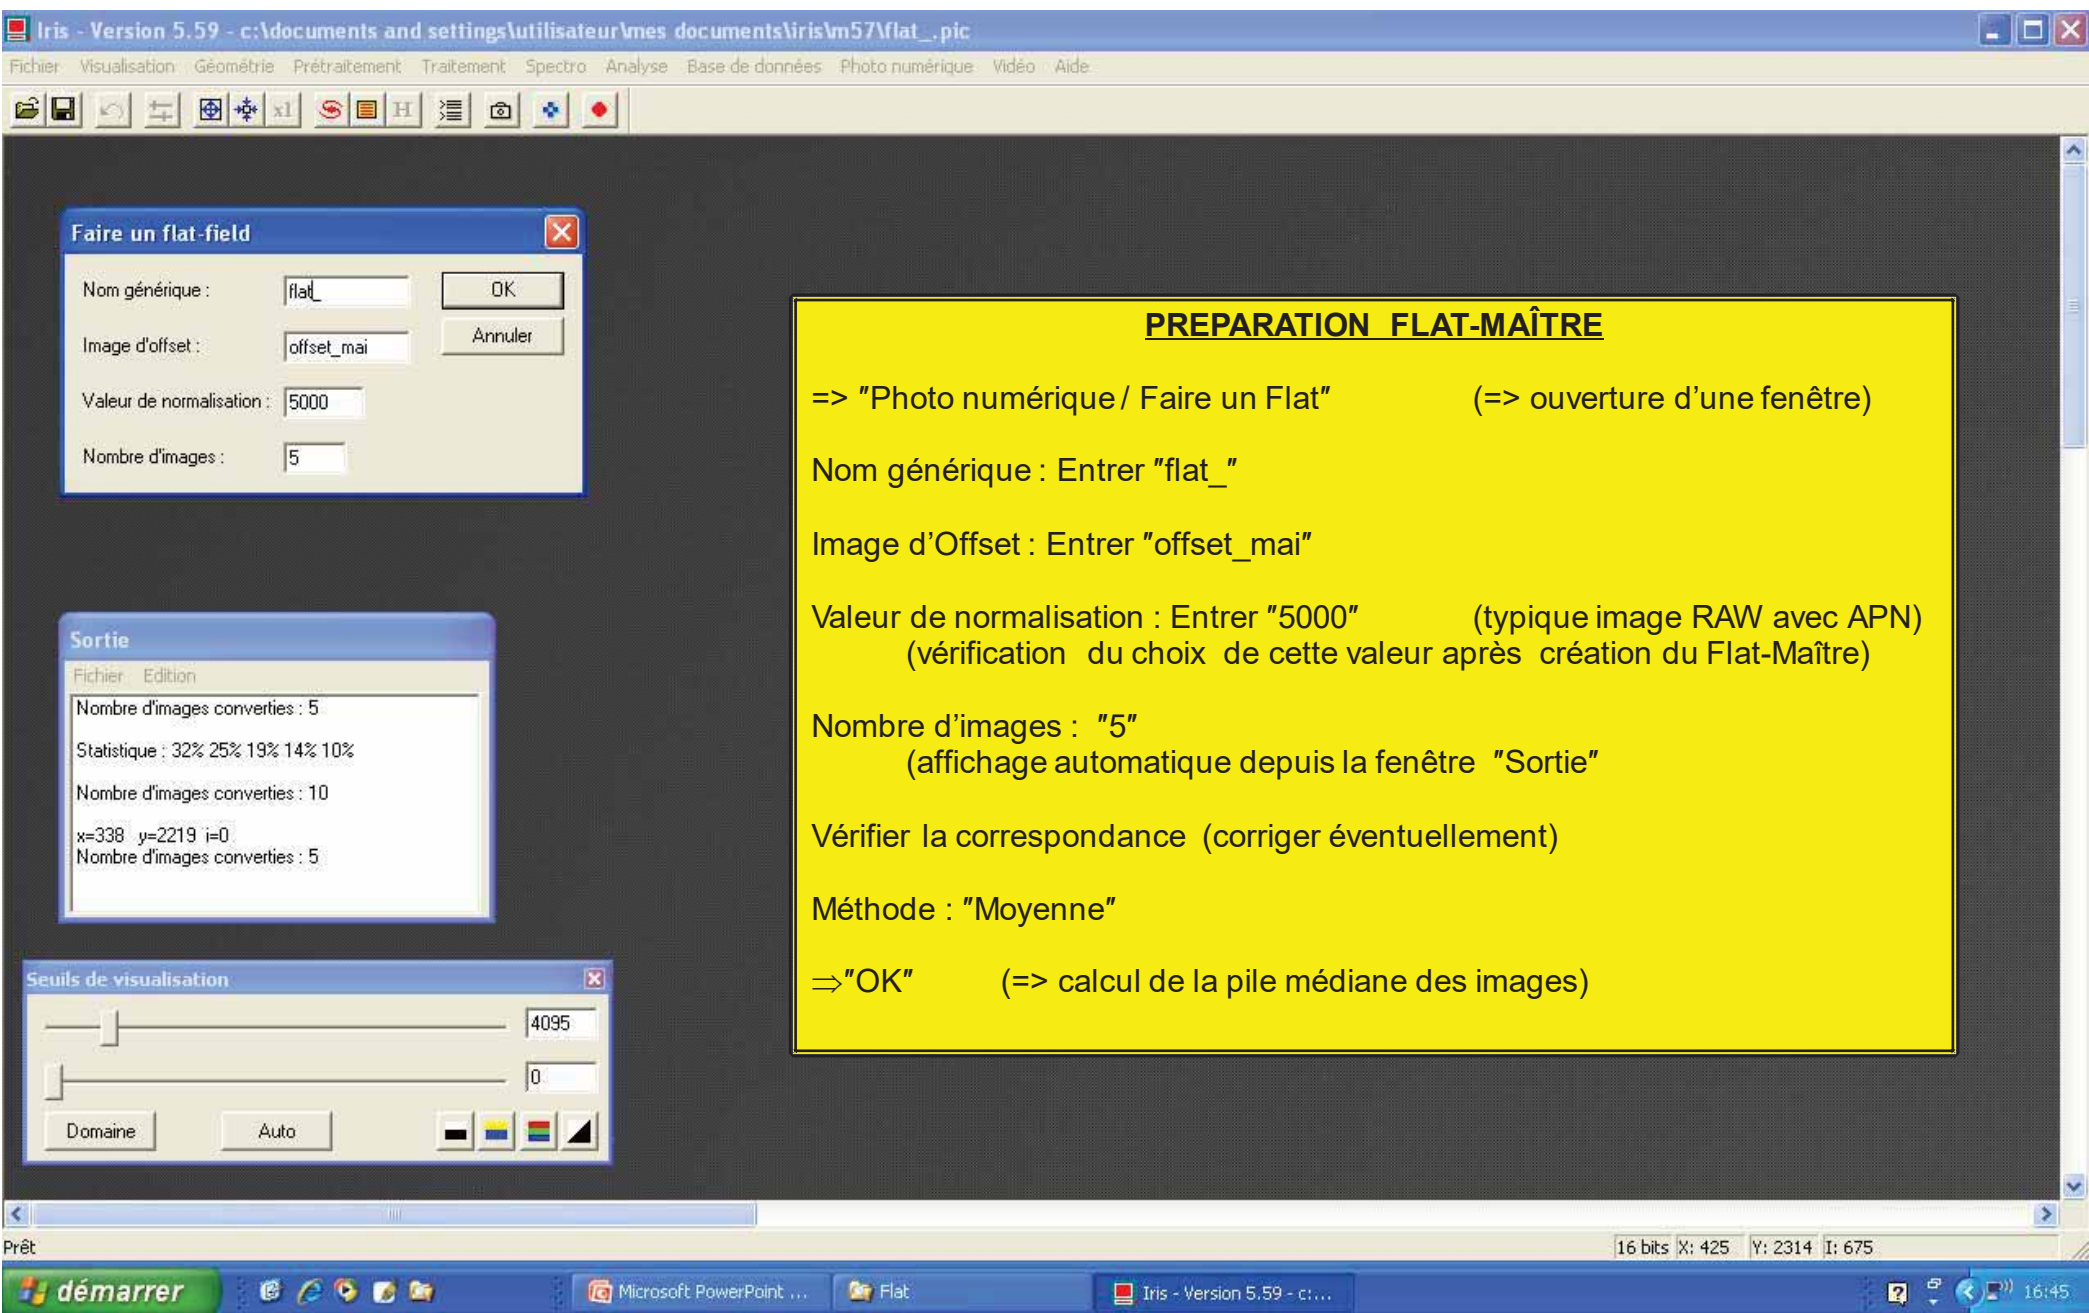 Iris - Version 5.59 - c:\documents and settings\utilisateur\mes documents\iris\m57\flat_.pic
Fichier Visualisation Géométrie Prétraitement Traitement Spectro Analyse Base de données Photo numérique Vidéo Aide
x1 H
Faire un flat-field
Nom générique : flat_ OK
Image d'offset : offset_mai Annuler
Valeur de normalisation : 5000
Nombre d'images : 5
PREPARATION FLAT-MAÎTRE
=> "Photo numérique / Faire un Flat" (=> ouverture d’une fenêtre)
Nom générique : Entrer "flat_"
Image d’Offset : Entrer "offset_mai"
Valeur de normalisation : Entrer "5000" (typique image RAW avec APN)
(vérification du choix de cette valeur après création du Flat-Maître)
Nombre d’images : "5"
(affichage automatique depuis la fenêtre "Sortie"
Vérifier la correspondance (corriger éventuellement)
Méthode : "Moyenne"
⇒"OK" (=> calcul de la pile médiane des images)
Sortie
Fichier Edition
Nombre d'images converties : 5
Statistique : 32% 25% 19% 14% 10%
Nombre d'images converties : 10
x=338 y=2219 i=0
Nombre d'images converties : 5
Seuils de visualisation
4095
0
Domaine Auto
Prêt 16 bits X: 425 Y: 2314 I: 675
démarrer Microsoft PowerPoint ... Flat Iris - Version 5.59 - c:... 16:45